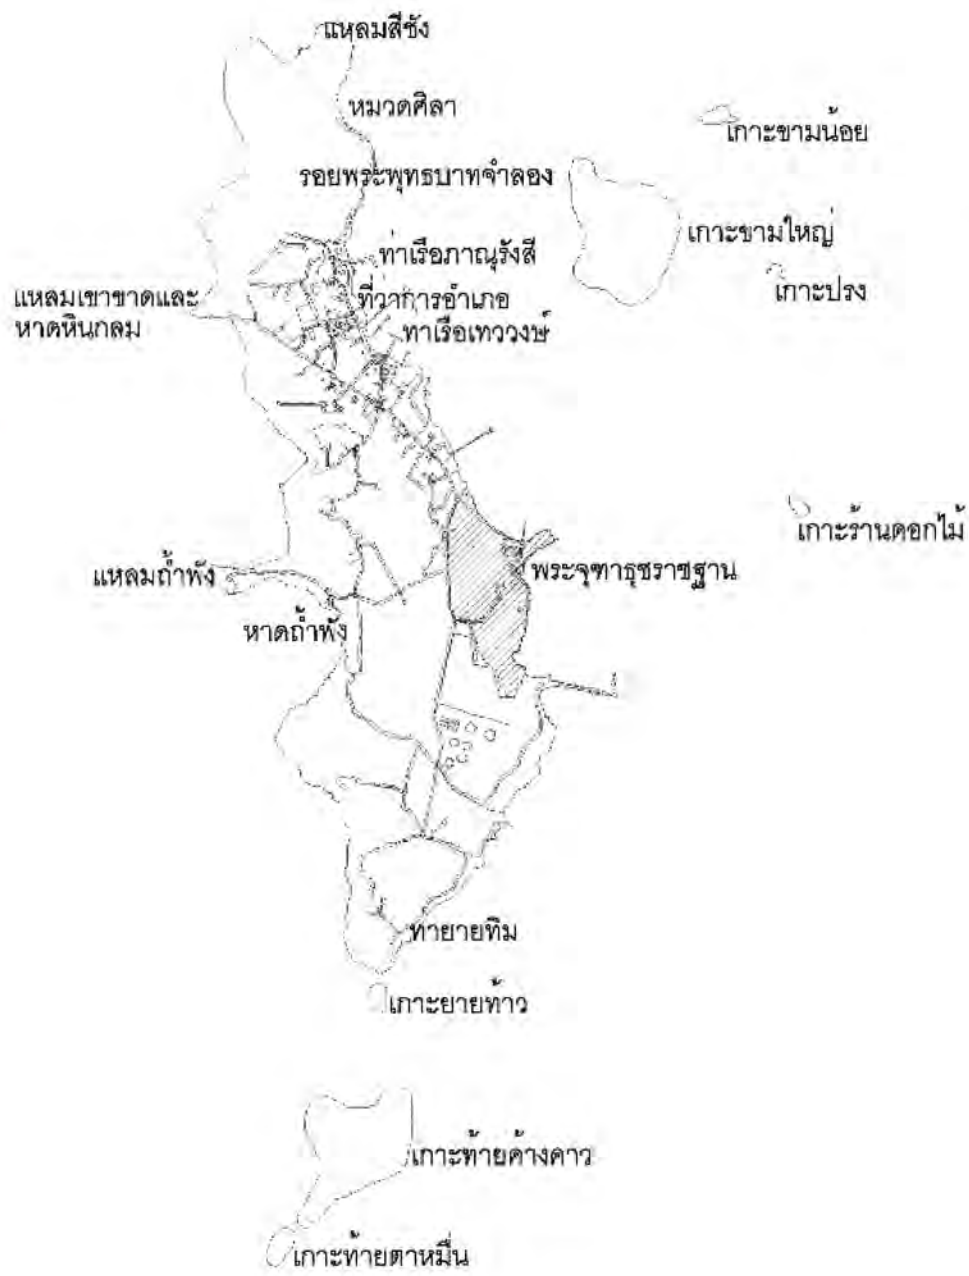 แหลมสีชัง
หมวดศิลา
เกาะขามน้อย
รอยพระพุทธบาทจำลอง
เกาะขามใหญ่
ท่าเรือภาณุรังสี
เกาะปรง
แหลมเขาขาดและ
หาดหินกลม
ที่ว่าการอำเภอ
ท่าเรือเทววงษ์
เกาะร้านดอกไม้
แหลมถ้ำพัง
พระจุฑาธุชราชฐาน
หาดถ้ำพัง
ท่ายายทิม
เกาะยายท้าว
เกาะท้ายค้างคาว
เกาะท้ายตาหมื่น